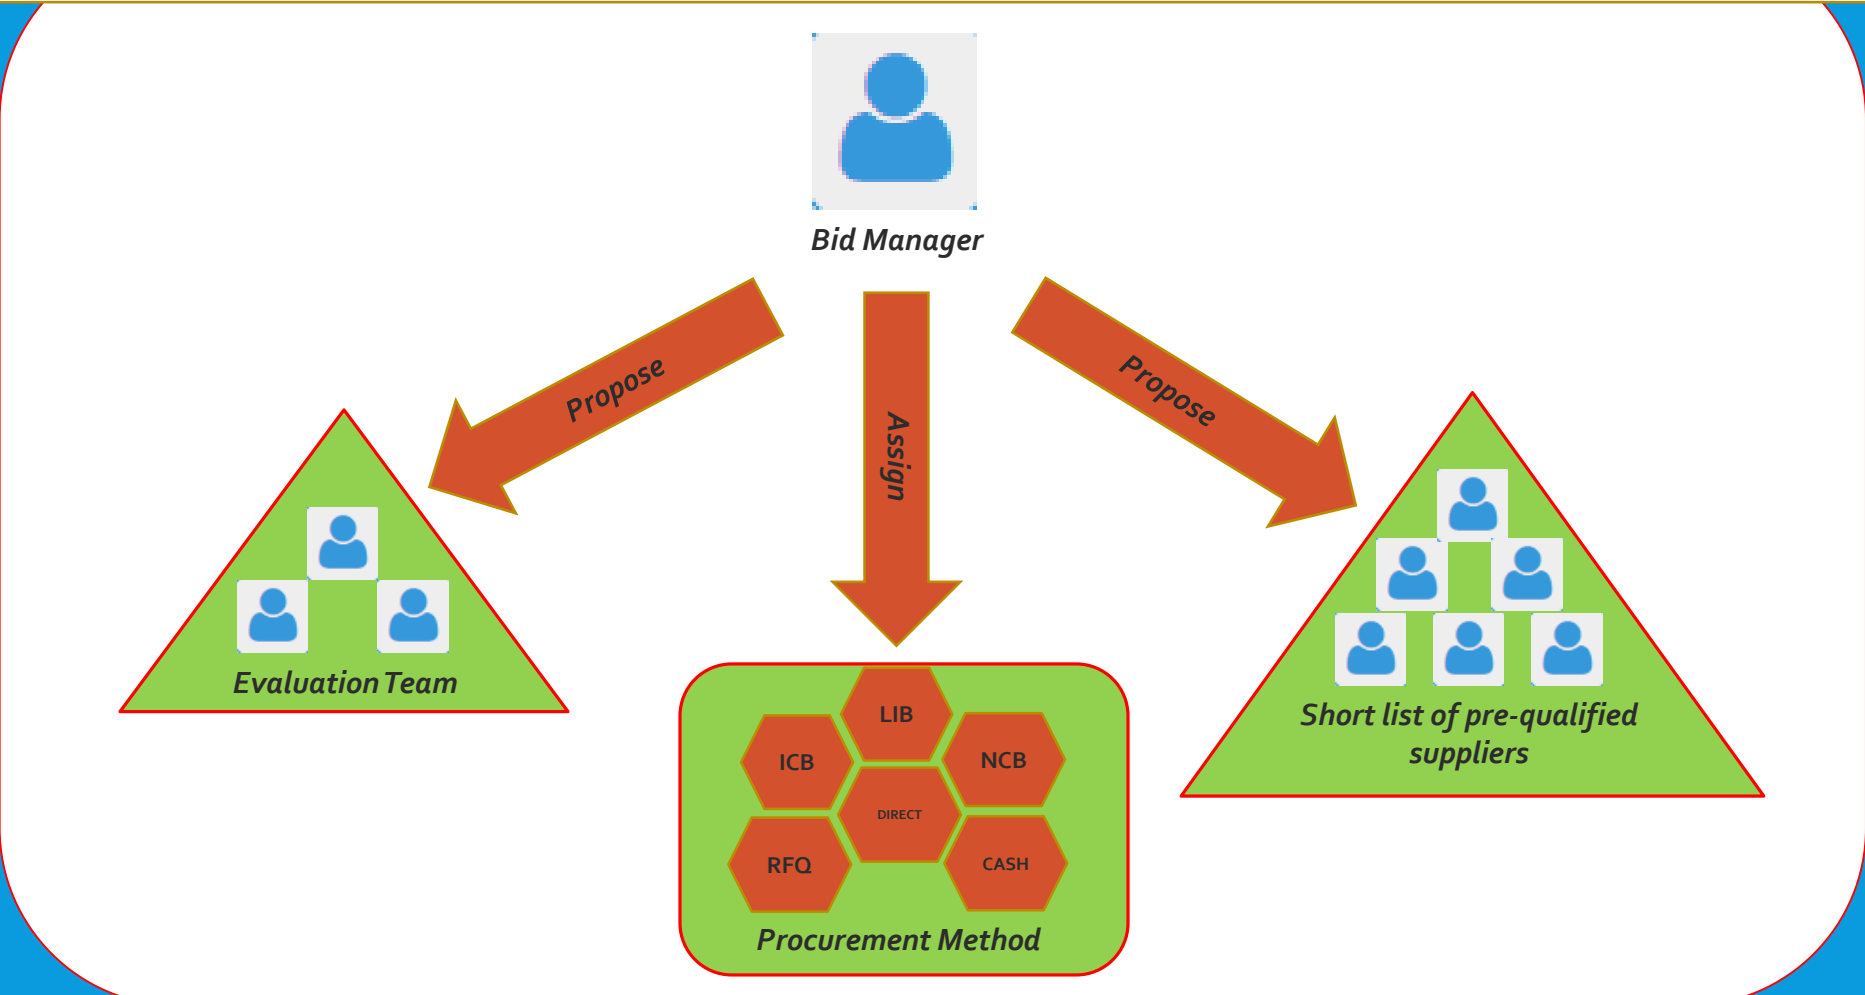 Bid Manager
Propose
Assign
Propose
Evaluation Team
LIB
ICB
NCB
DIRECT
RFQ
CASH
Procurement Method
Short list of pre-qualified
suppliers